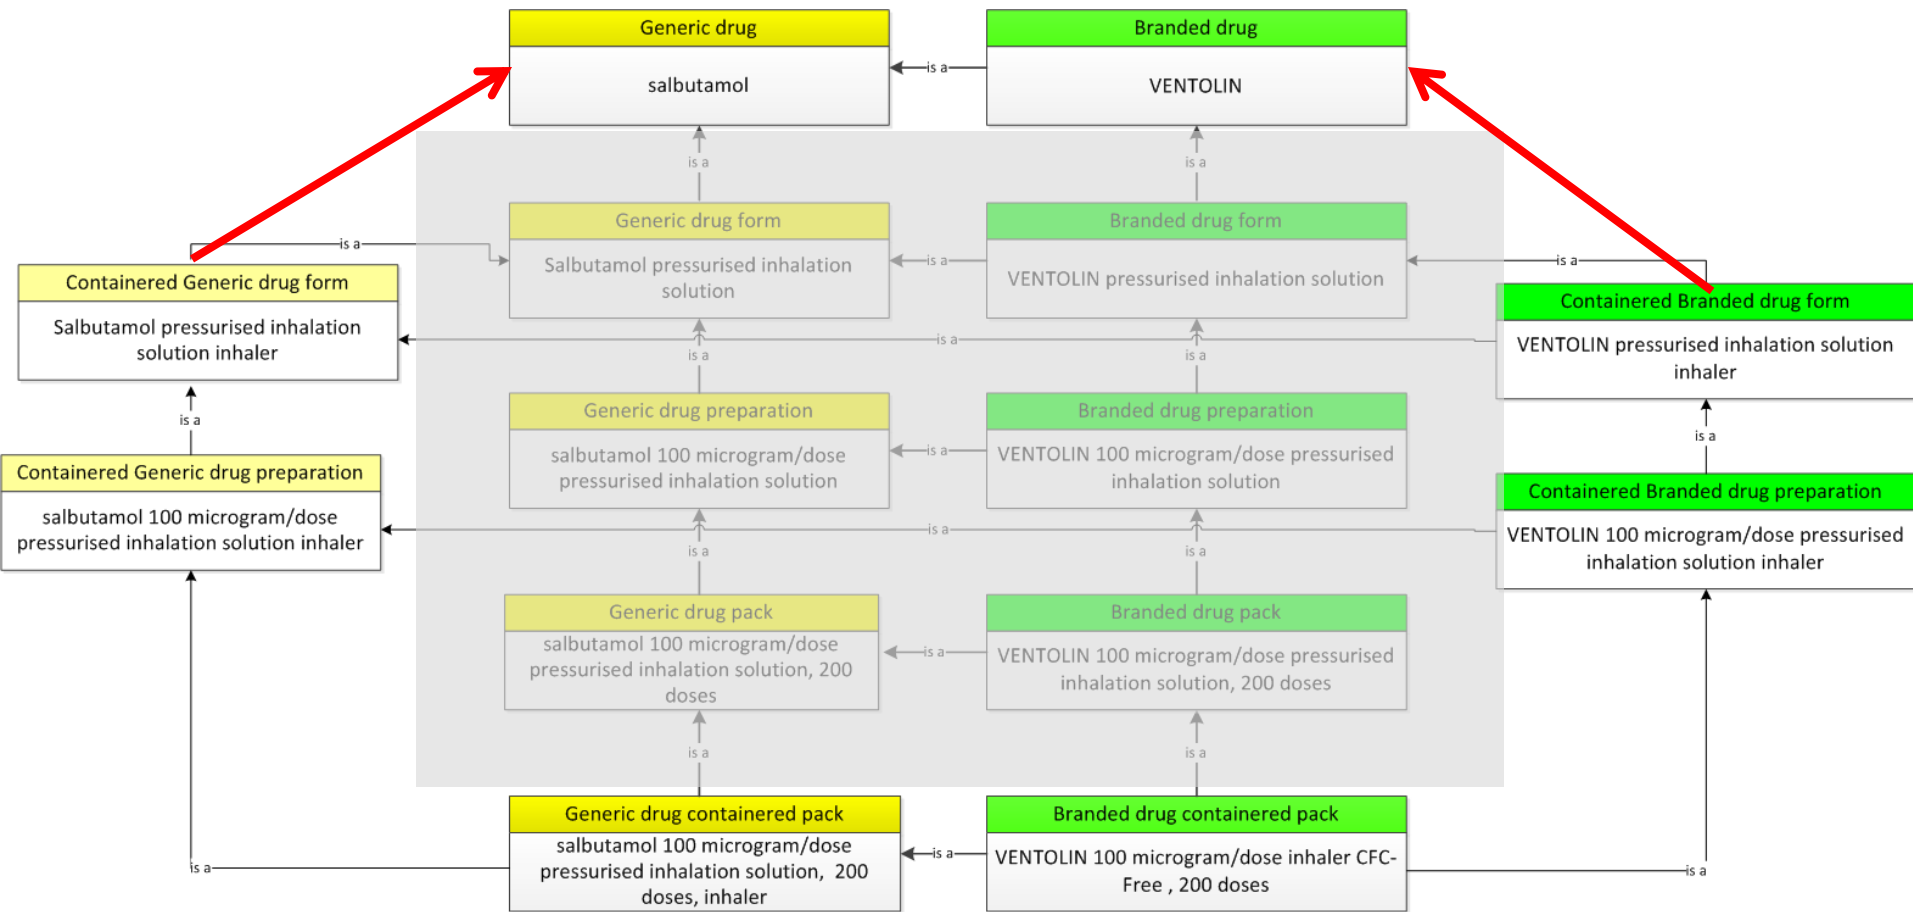 Generic drug
salbutamol
is a
Branded drug
VENTOLIN
is a
is a
Generic drug form
Salbutamol pressurised inhalation
solution
is a
Branded drug form
VENTOLIN pressurised inhalation solution
is a
is a
Containered Generic drug form
Salbutamol pressurised inhalation
solution inhaler
Containered Branded drug form
VENTOLIN pressurised inhalation solution
inhaler
is a
is a
is a
Generic drug preparation
salbutamol 100 microgram/dose
pressurised inhalation solution
is a
Branded drug preparation
VENTOLIN 100 microgram/dose pressurised
inhalation solution
is a
is a
Containered Generic drug preparation
salbutamol 100 microgram/dose
pressurised inhalation solution inhaler
Containered Branded drug preparation
VENTOLIN 100 microgram/dose pressurised
inhalation solution inhaler
is a
is a
is a
Generic drug pack
salbutamol 100 microgram/dose
pressurised inhalation solution, 200
doses
is a
Branded drug pack
VENTOLIN 100 microgram/dose pressurised
inhalation solution, 200 doses
is a
is a
Generic drug containered pack
salbutamol 100 microgram/dose
pressurised inhalation solution, 200
doses, inhaler
is a
Branded drug containered pack
VENTOLIN 100 microgram/dose inhaler CFC-
Free , 200 doses
is a
is a